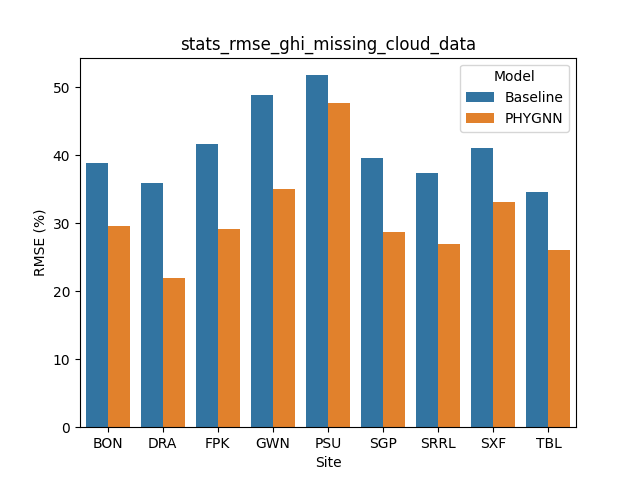 stats_rmse_ghi_missing_cloud_data
Model
Baseline
PHYGNN
RMSE (%)
50
40
30
20
10
0
BON DRA FPK GWN PSU SGP SRRL SXF TBL
Site